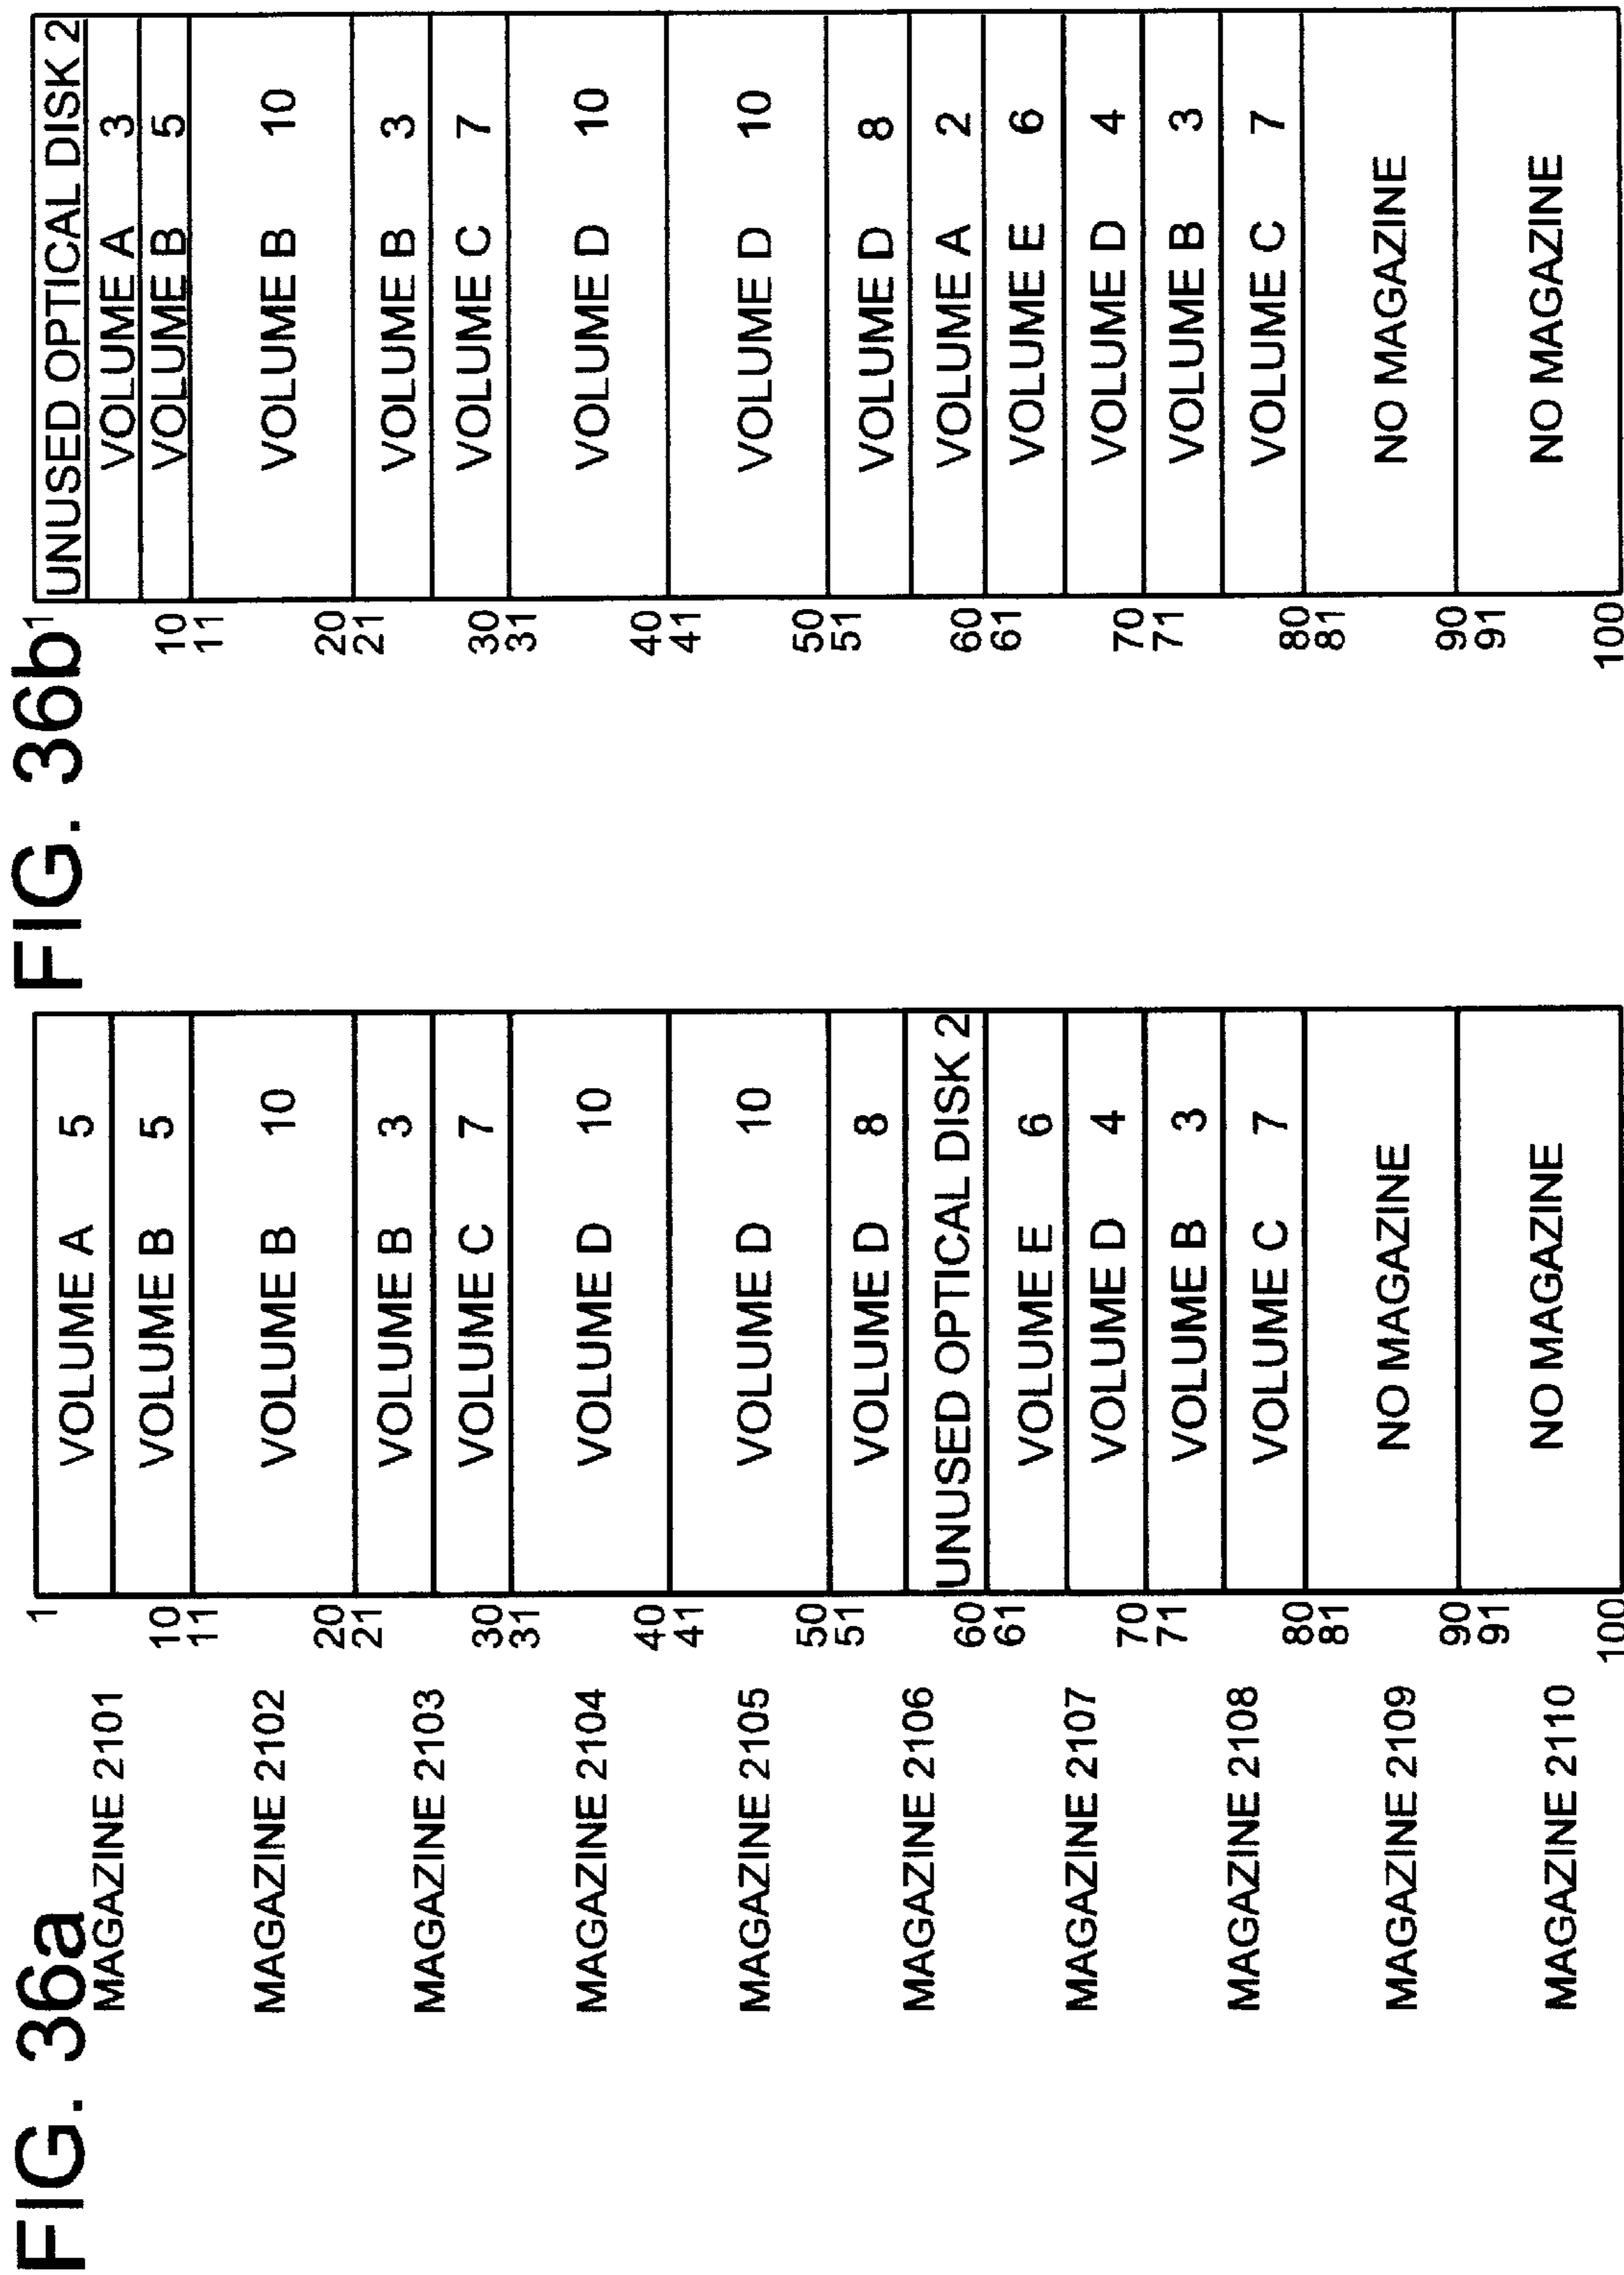 FIG. 36a
MAGAZINE 2101
MAGAZINE 2102
MAGAZINE 2103
MAGAZINE 2104
MAGAZINE 2105
MAGAZINE 2106
MAGAZINE 2107
MAGAZINE 2108
MAGAZINE 2109
MAGAZINE 2110
1
10
11
20
21
30
31
40
41
50
51
60
61
70
71
80
81
90
91
100
VOLUME A 5
VOLUME B 5
VOLUME B 10
VOLUME B 3
VOLUME C 7
VOLUME D 10
VOLUME D 10
VOLUME D 8
UNUSED OPTICAL DISK 2
VOLUME E 6
VOLUME D 4
VOLUME B 3
VOLUME C 7
NO MAGAZINE
NO MAGAZINE
FIG. 36b
1
10
11
20
21
30
31
40
41
50
51
60
61
70
71
80
81
90
91
100
UNUSED OPTICAL DISK 2
VOLUME A 3
VOLUME B 5
VOLUME B 10
VOLUME B 3
VOLUME C 7
VOLUME D 10
VOLUME D 10
VOLUME D 8
VOLUME A 2
VOLUME E 6
VOLUME D 4
VOLUME B 3
VOLUME C 7
NO MAGAZINE
NO MAGAZINE